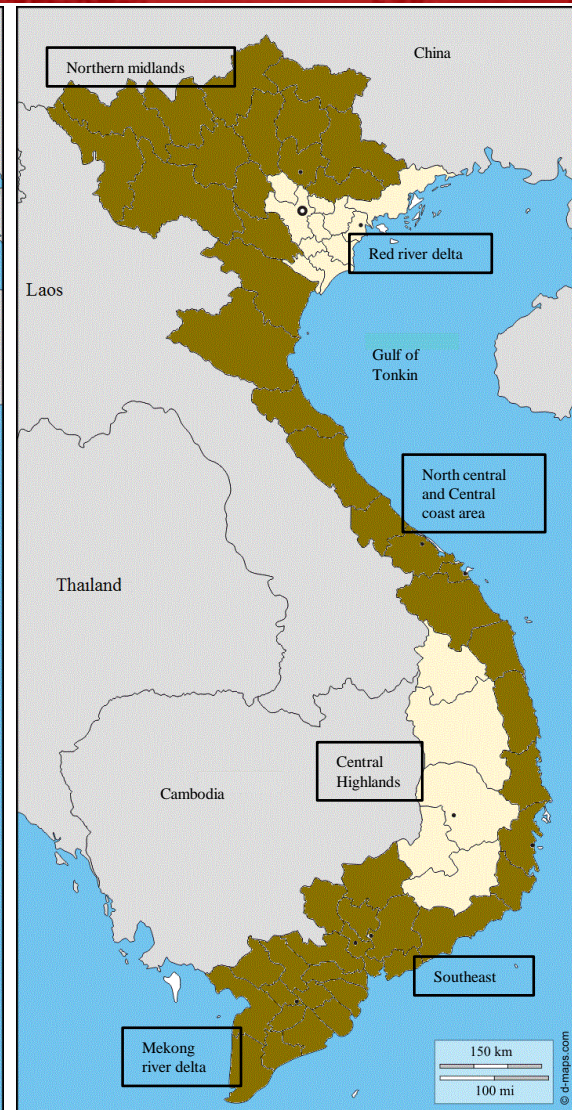 China
Northern midlands
Red river delta
Laos
Gulf of
Tonkin
North central
and Central
coast area
Thailand
Central
Highlands
Cambodia
Southeast
Mekong
river delta
150 km
100 mi
© d-maps.com